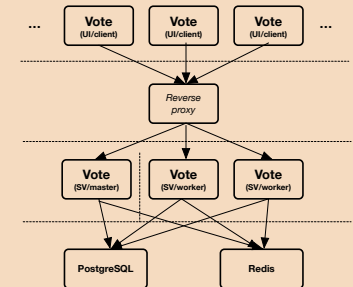 ... Vote Vote Vote ...
(UI/client) (UI/client) (UI/client)
Reverse
proxy
Vote Vote Vote
(SV/master) (SV/worker) (SV/worker)
PostgreSQL Redis